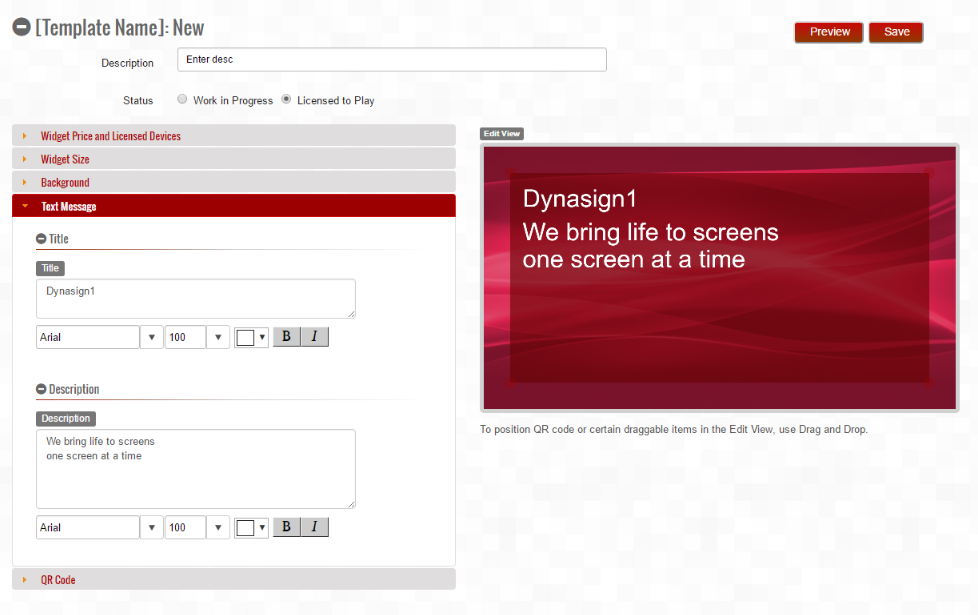 [Template Name]: New
Preview
Save
Description
Enter desc
Status
Work in Progress
Licensed to Play
Widget Price and Licensed Devices
Widget Size
Background
Text Message
Title
Title
Dynasign1
Arial
100
B
I
Description
Description
We bring life to screens
one screen at a time
Arial
100
B
I
QR Code
Edit View
Dynasign1
We bring life to screens
one screen at a time
To position QR code or certain draggable items in the Edit View, use Drag and Drop.